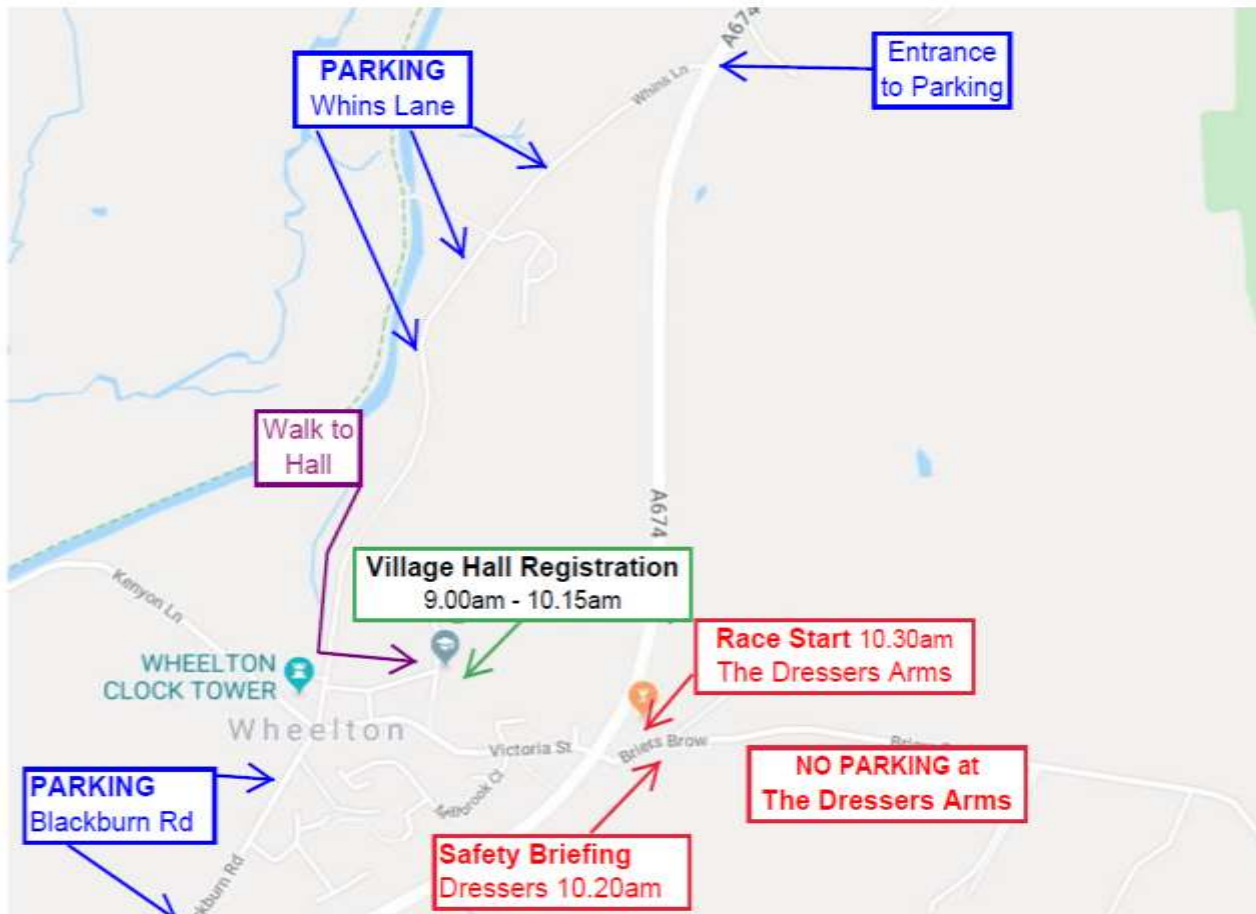 A674
Entrance
to Parking
PARKING
Whins Lane
Whins Ln
Walk to
Hall
A674
Village Hall Registration
9.00am - 10.15am
Kenyon Ln
Race Start 10.30am
The Dressers Arms
WHEELTON
CLOCK TOWER
Wheelton
Victoria St
Briers Brow
NO PARKING at
The Dressers Arms
PARKING
Blackburn Rd
Safety Briefing
Dressers 10.20am